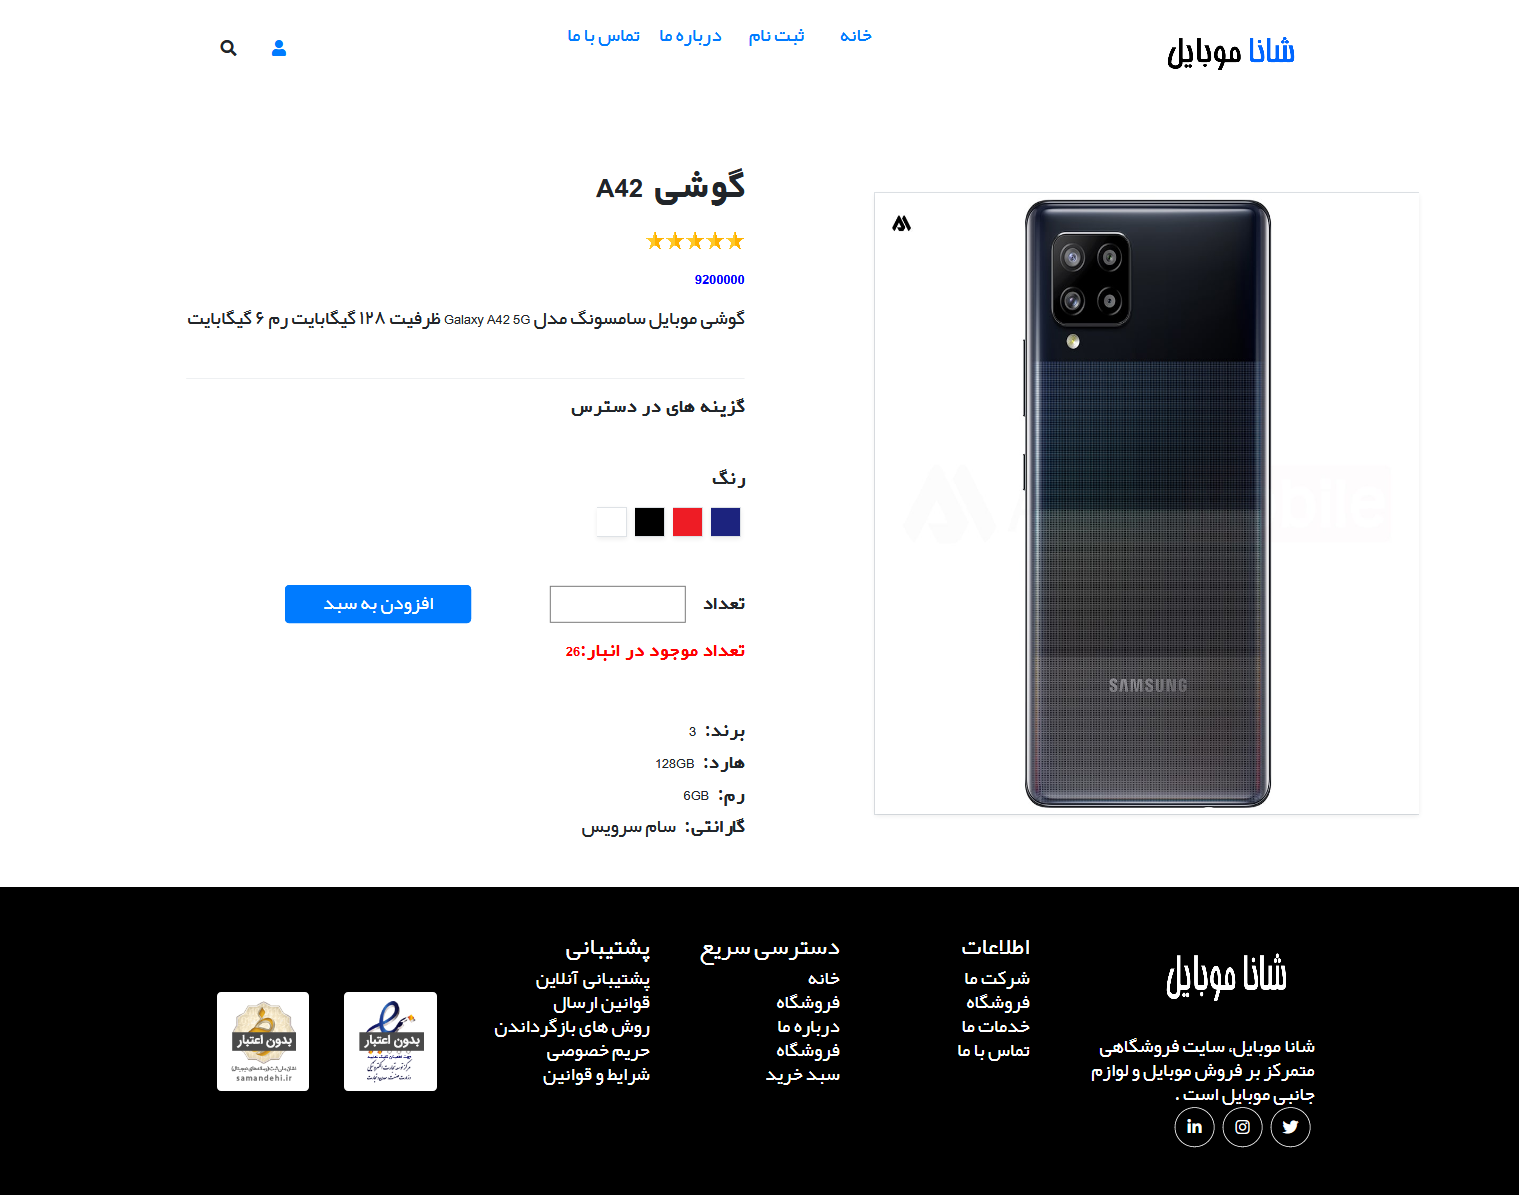 شانا موبایل
خانه
ثبت نام
درباره ما
تماس با ما
گوشی A42
9200000
گوشی موبایل سامسونگ مدل Galaxy A42 5G ظرفیت ۱۲۸ گیگابایت رم ۶ گیگابایت
گزینه های در دسترس
رنگ
تعداد
افزودن به سبد
تعداد موجود در انبار:26
برند: 3
هارد: 128GB
رم: 6GB
گارانتی: سام سرویس
SAMSUNG
bile
شانا موبایل
شانا موبایل، سایت فروشگاهی
متمرکز بر فروش موبایل و لوازم
جانبی موبایل است .
اطلاعات
شرکت ما
فروشگاه
خدمات ما
تماس با ما
دسترسی سریع
خانه
فروشگاه
درباره ما
فروشگاه
سبد خرید
پشتیبانی
پشتیبانی آنلاین
قوانین ارسال
روش های بازگرداندن
حریم خصوصی
شرایط و قوانین
بدون اعتبار
بدون اعتبار
samandehi.ir